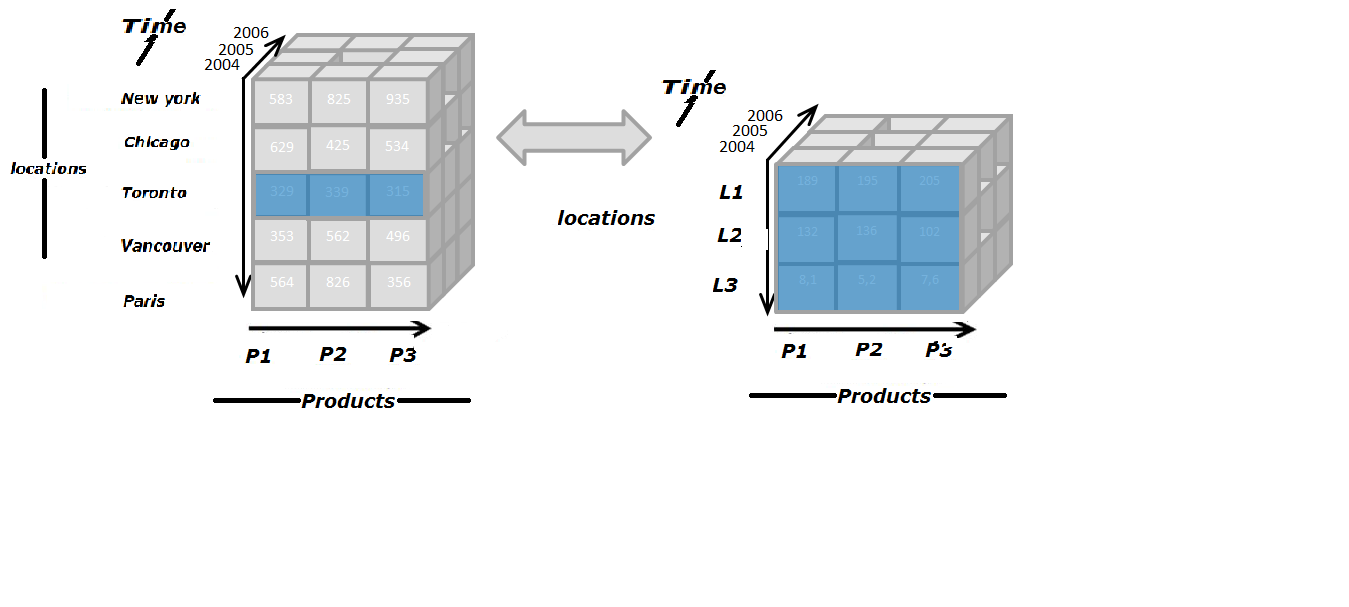 Time
2006
2005
2004
New york
583 825 935
Chicago
629 425 534
locations
Toronto
329 339 315
Vancouver
353 562 496
Paris
564 826 356
P1 P2 P3
Products
locations
Time
2006
2005
2004
L1
189 195 205
L2
132 136 102
L3
8,1 5,2 7,6
P1 P2 P3
Products